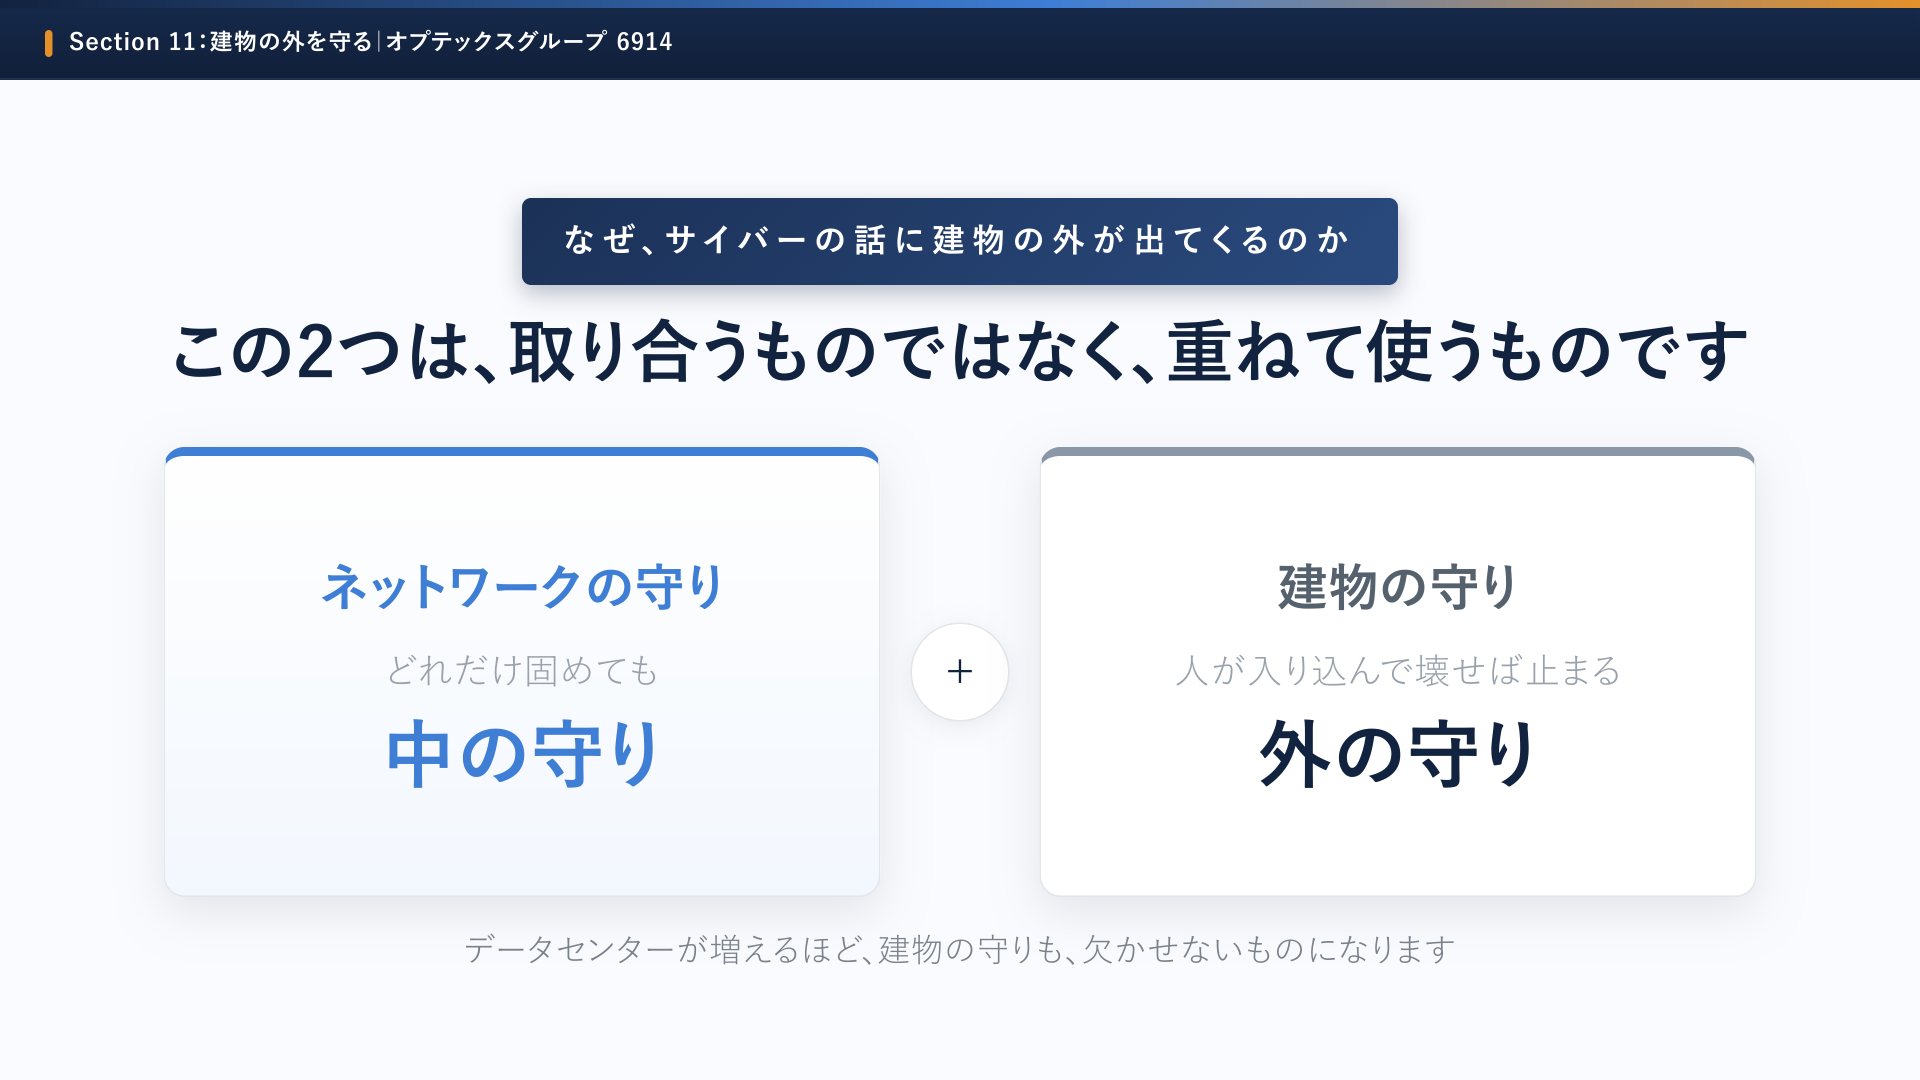 Section 11：建物の外を守る｜オプテックスグループ 6914
なぜ、サイバーの話に建物の外が出てくるのか
この2つは、取り合うものではなく、重ねて使うものです
ネットワークの守り
どれだけ固めても
中の守り
+
建物の守り
人が入り込んで壊せば止まる
外の守り
データセンターが増えるほど、建物の守りも、欠かせないものになります